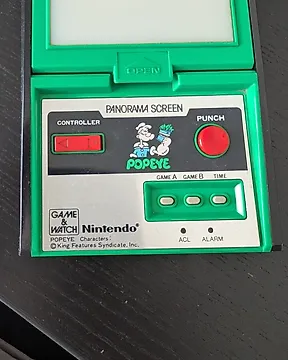 OPEN
PANORAMA SCREEN
CONTROLLER
PUNCH
POPEYE
GAME A GAME B TIME
GAME & WATCH
Nintendo
ACL ALARM
POPEYE Characters:
© King Features Syndicate, Inc.